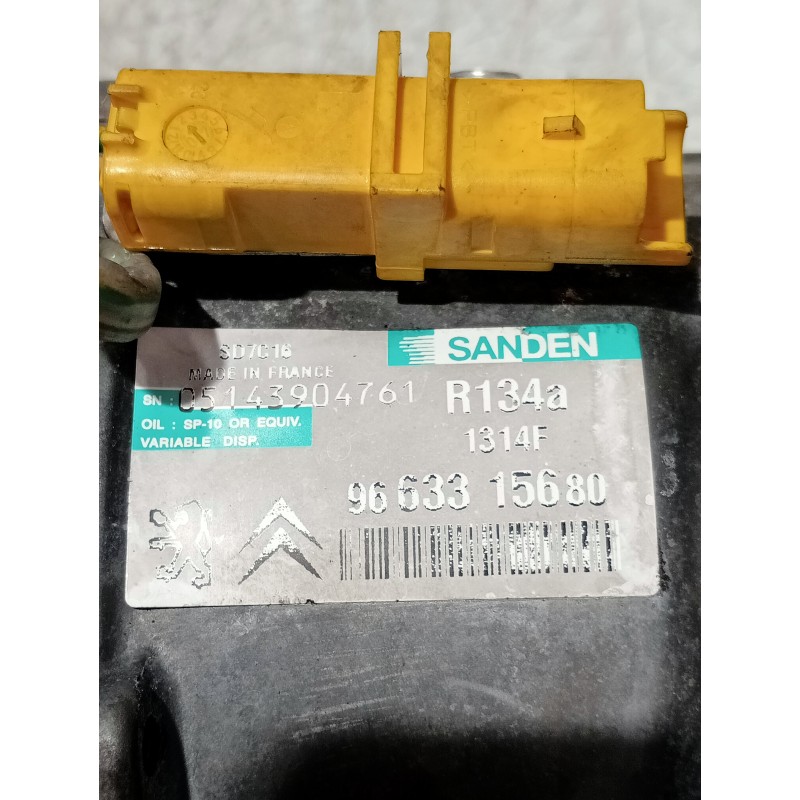 SANDEN
SD7C16
MADE IN FRANCE
SN : 05143904761
R134a
OIL : SP-10 OR EQUIV.
VARIABLE DISP.
1314F
96 633 156 80